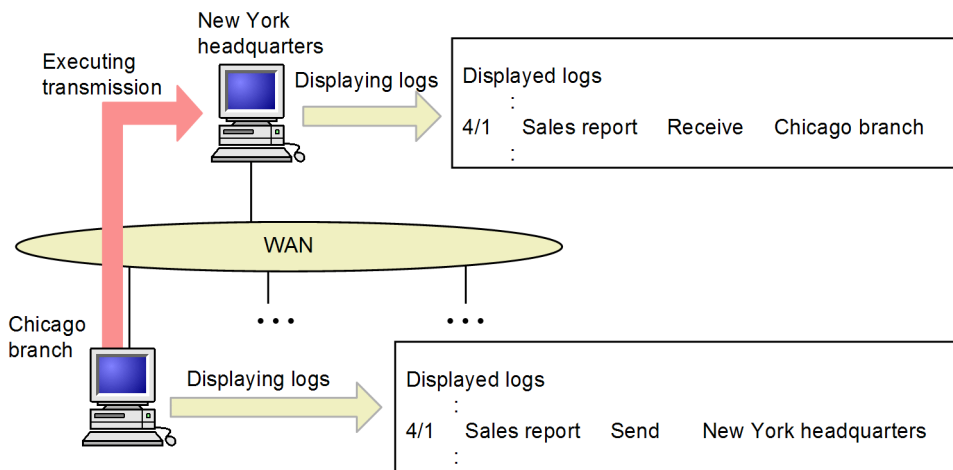 New York
headquarters
Executing
transmission
Displaying logs
Displayed logs
:
4/1 Sales report Receive Chicago branch
:
WAN
• • •
• • •
Chicago
branch
Displaying logs
Displayed logs
:
4/1 Sales report Send New York headquarters
: